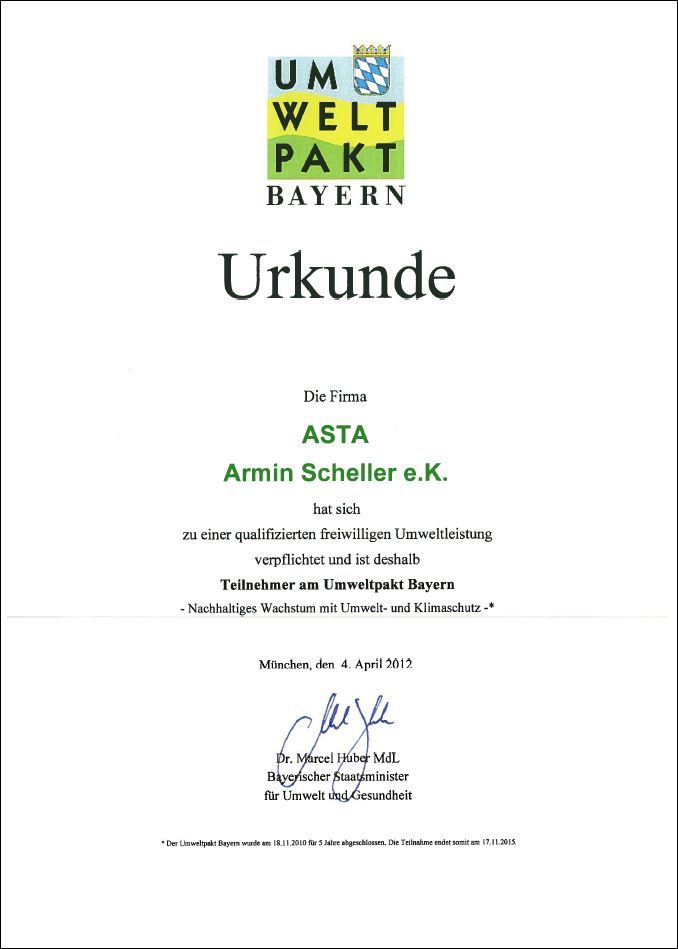 UM
WELT
PAKT
BAYERN
Urkunde
Die Firma
ASTA
Armin Scheller e.K.
hat sich
zu einer qualifizierten freiwilligen Umweltleistung
verpflichtet und ist deshalb
Teilnehmer am Umweltpakt Bayern
- Nachhaltiges Wachstum mit Umwelt- und Klimaschutz -*
München, den 4. April 2012
Dr. Marcel Huber MdL
Bayerischer Staatsminister
für Umwelt und Gesundheit
* Der Umweltpakt Bayern wurde am 18.11.2010 für 5 Jahre abgeschlossen. Die Teilnahme endet somit am 17.11.2015.